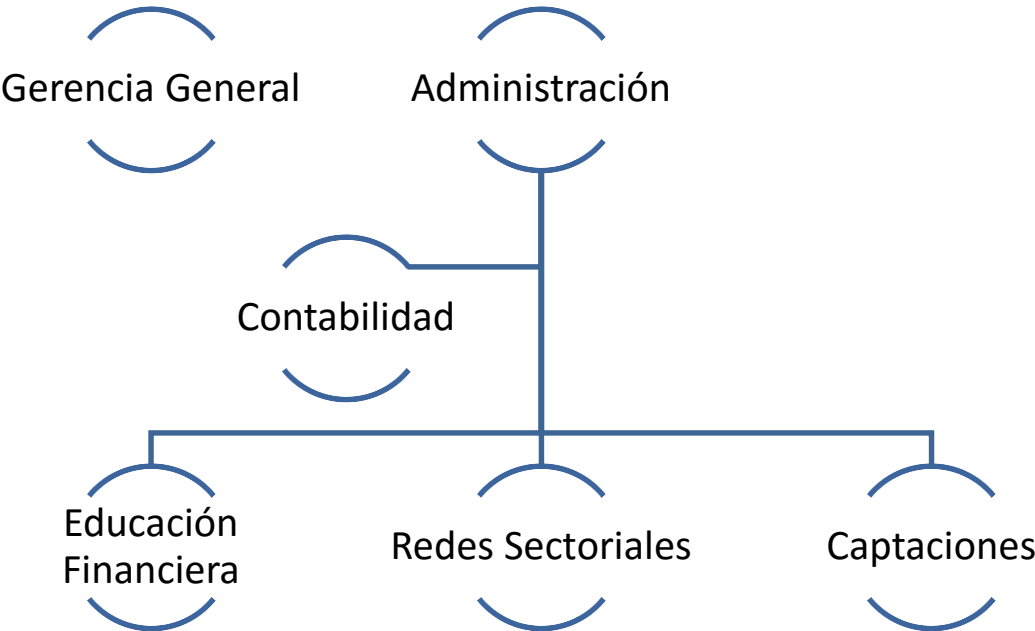 Gerencia General
Administración
Contabilidad
Educación
Financiera
Redes Sectoriales
Captaciones